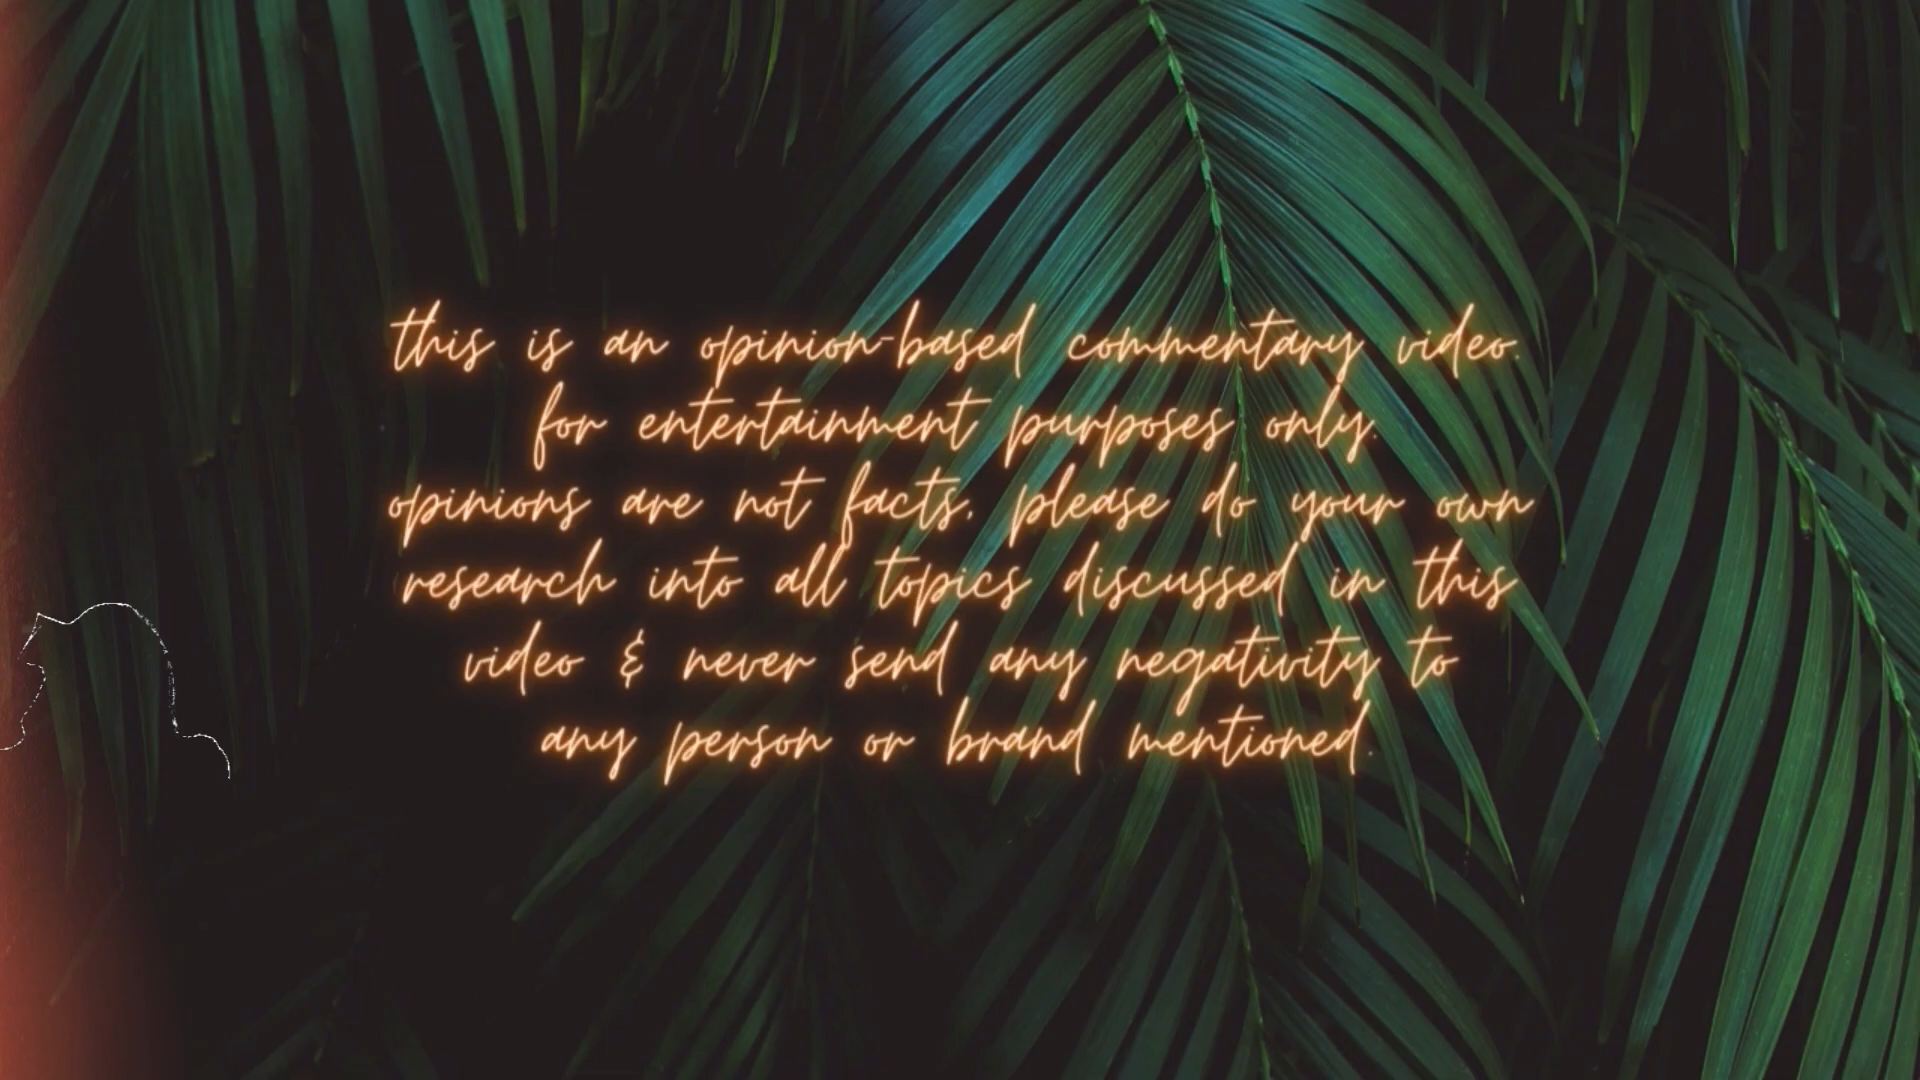 this is an opinion-based commentary video.
for entertainment purposes only.
opinions are not facts, please do your own
research into all topics discussed in this
video & never send any negativity to
any person or brand mentioned.